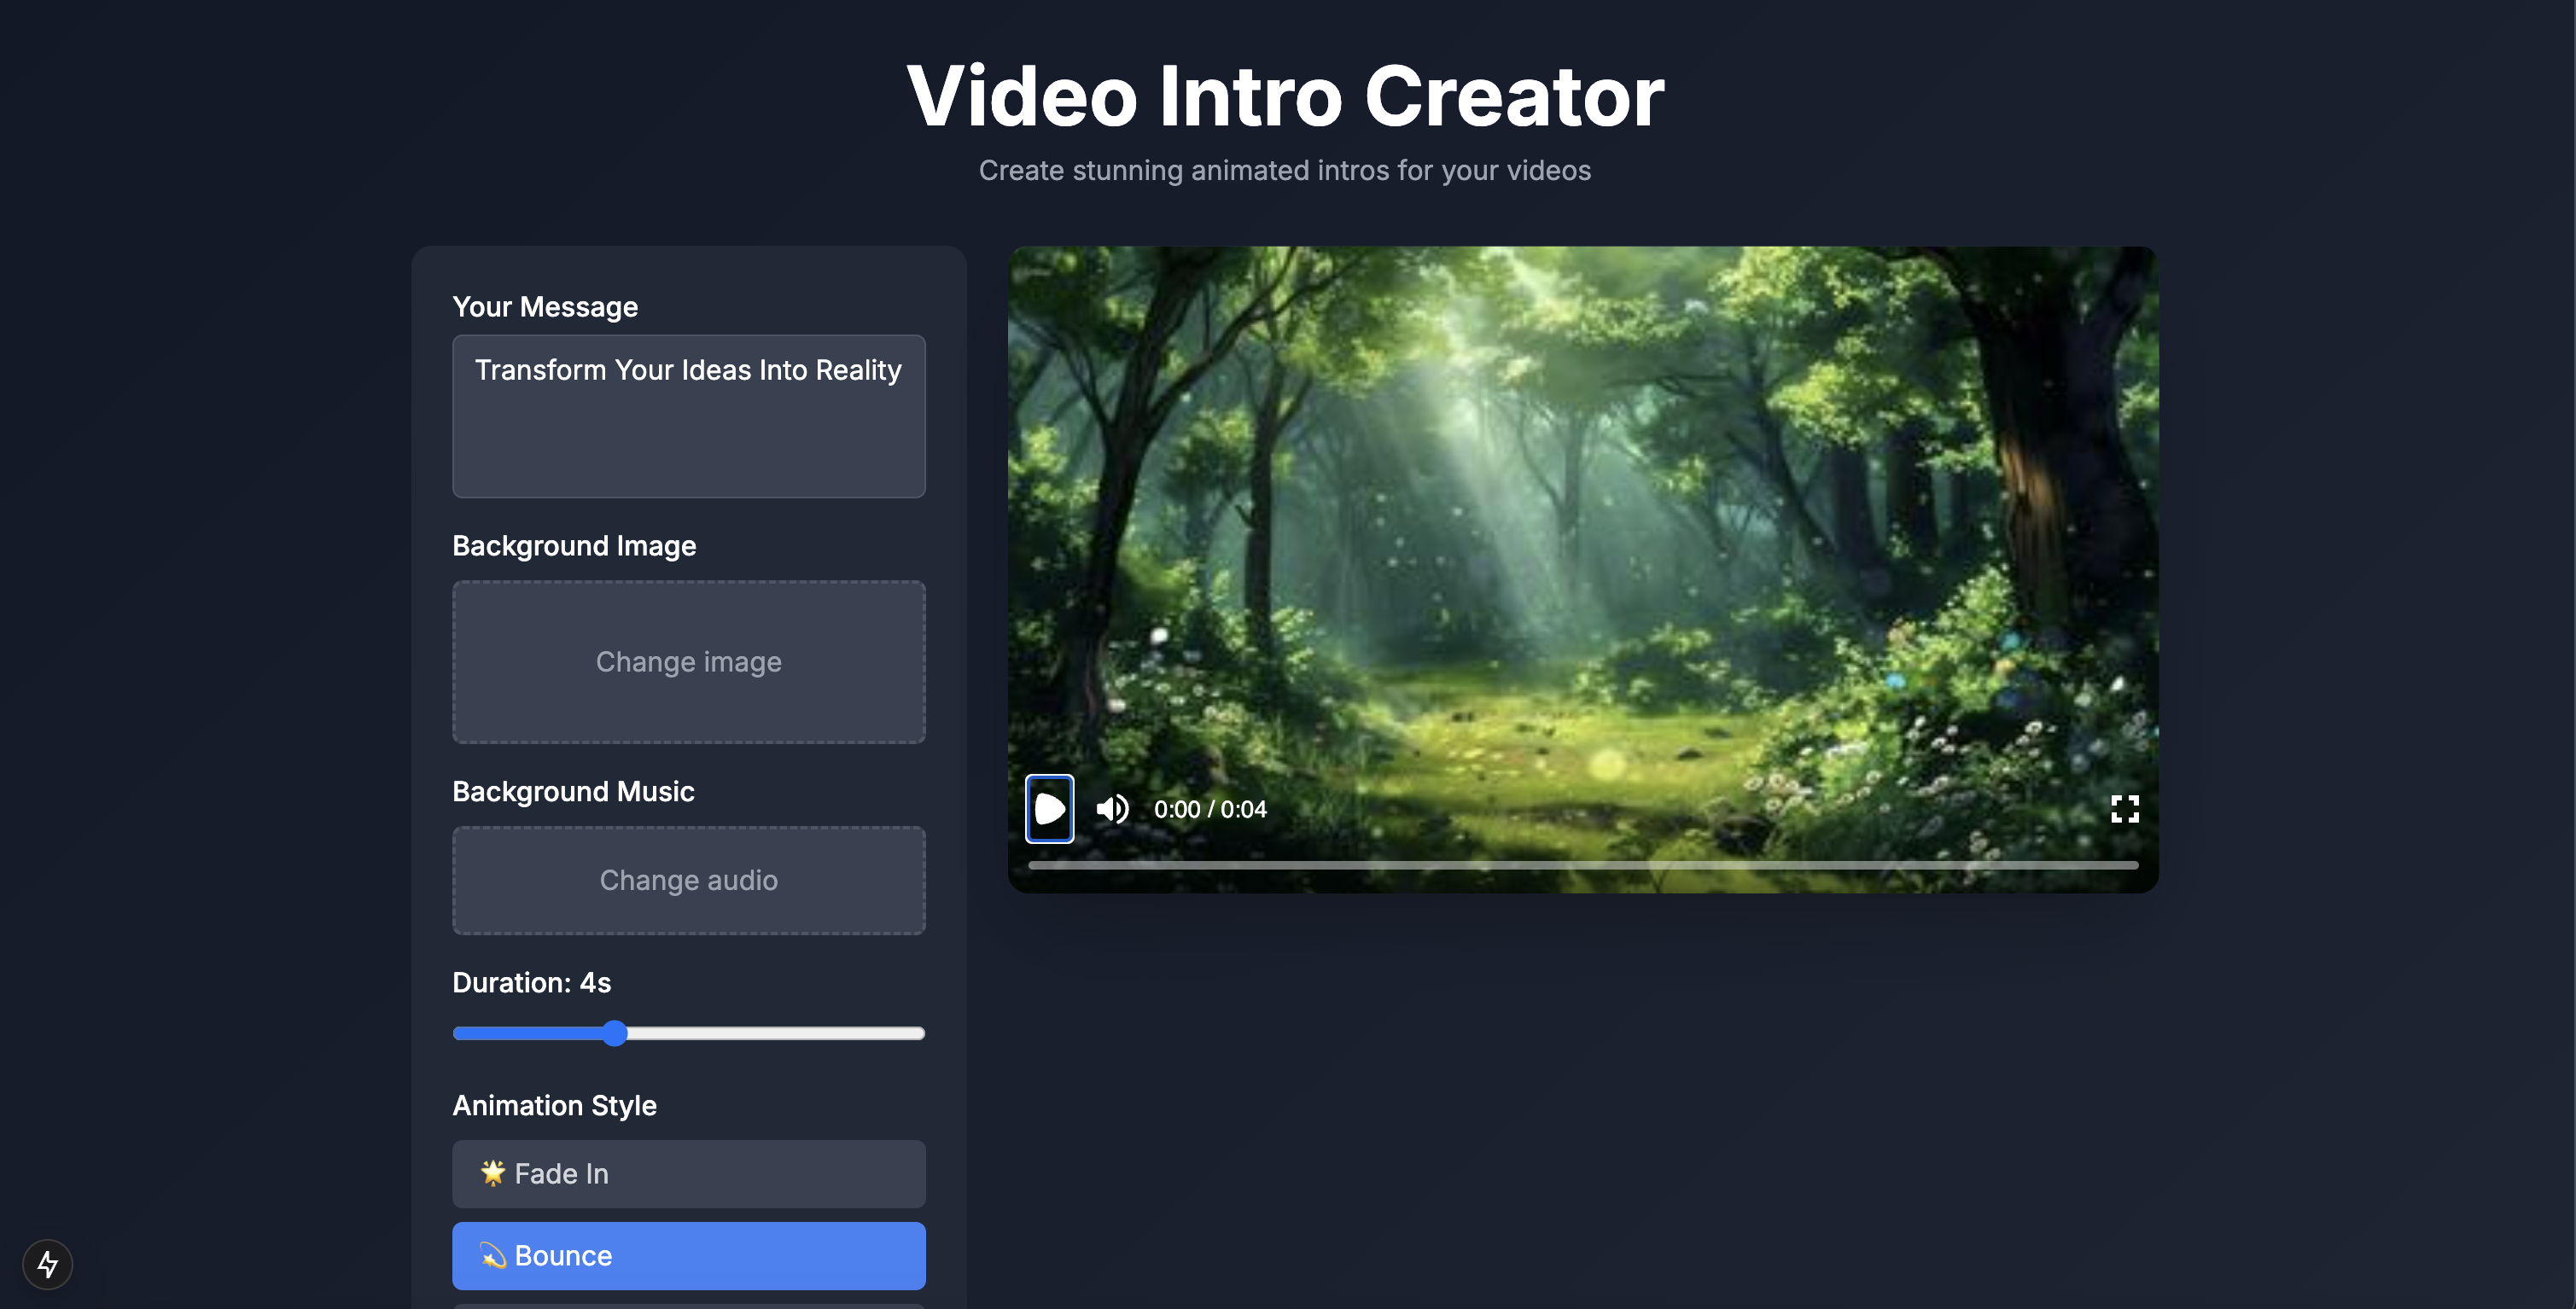 Video Intro Creator
Create stunning animated intros for your videos
Your Message
Transform Your Ideas Into Reality
Background Image
Change image
Background Music
Change audio
Duration: 4s
Animation Style
🌟 Fade In
💫 Bounce
0:00 / 0:04